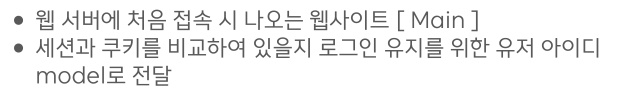 • 웹 서버에 처음 접속 시 나오는 웹사이트 [ Main ]
• 세션과 쿠키를 비교하여 있을지 로그인 유지를 위한 유저 아이디
model로 전달